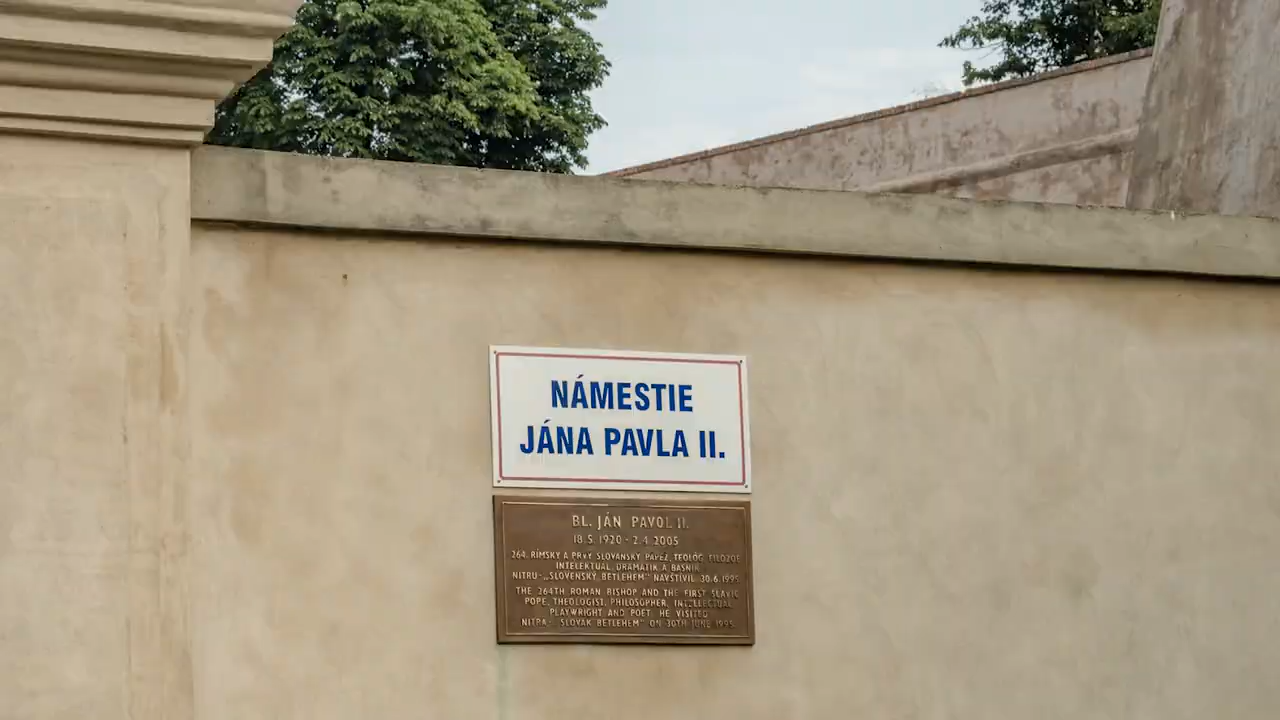 NÁMESTIE
JÁNA PAVLA II.
BL. JÁN PAVOL II.
18.5.1920 - 2.4.2005
264. RÍMSKY A PRVÝ SLOVANSKÝ PÁPEŽ, TEOLÓG, FILOZOF
INTELEKTUÁL, DRAMATIK A BÁSNIK
NITRU-„SLOVENSKÝ BETLEHEM" NAVŠTÍVIL 30.6.1995
THE 264TH ROMAN BISHOP AND THE FIRST SLAVIC
POPE, THEOLOGIST, PHILOSOPHER, INTELLECTUAL
PLAYWRIGHT AND POET. HE VISITED
NITRA- „SLOVAK BETLEHEM" ON 30TH JUNE 1995